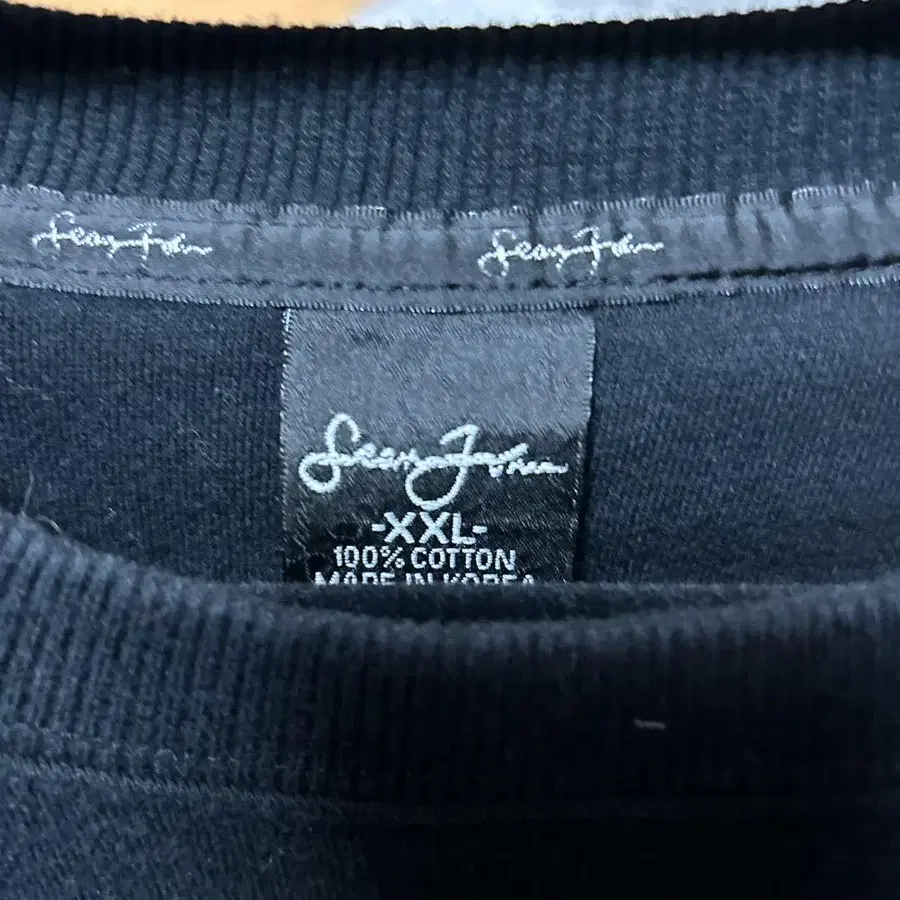 Sean John
Sean John
Sean John
-XXL-
100% COTTON
MADE IN KOREA